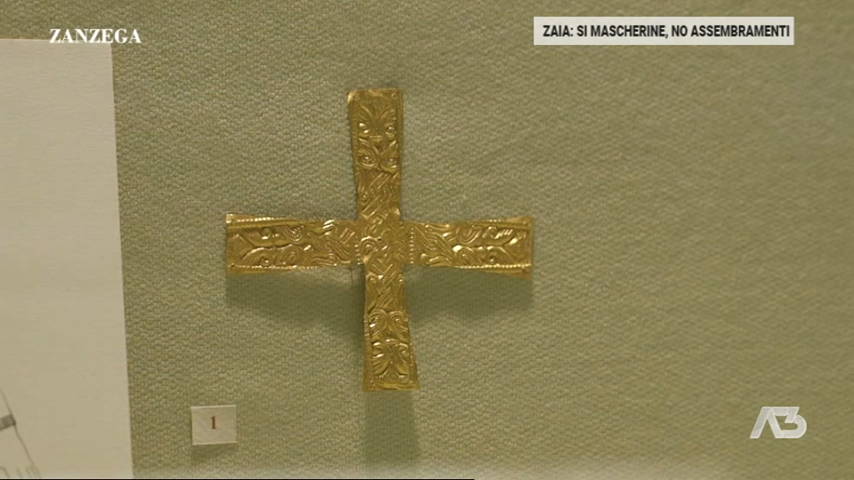 ZANZEGA
ZAIA: SI MASCHERINE, NO ASSEMBRAMENTI
1
A3